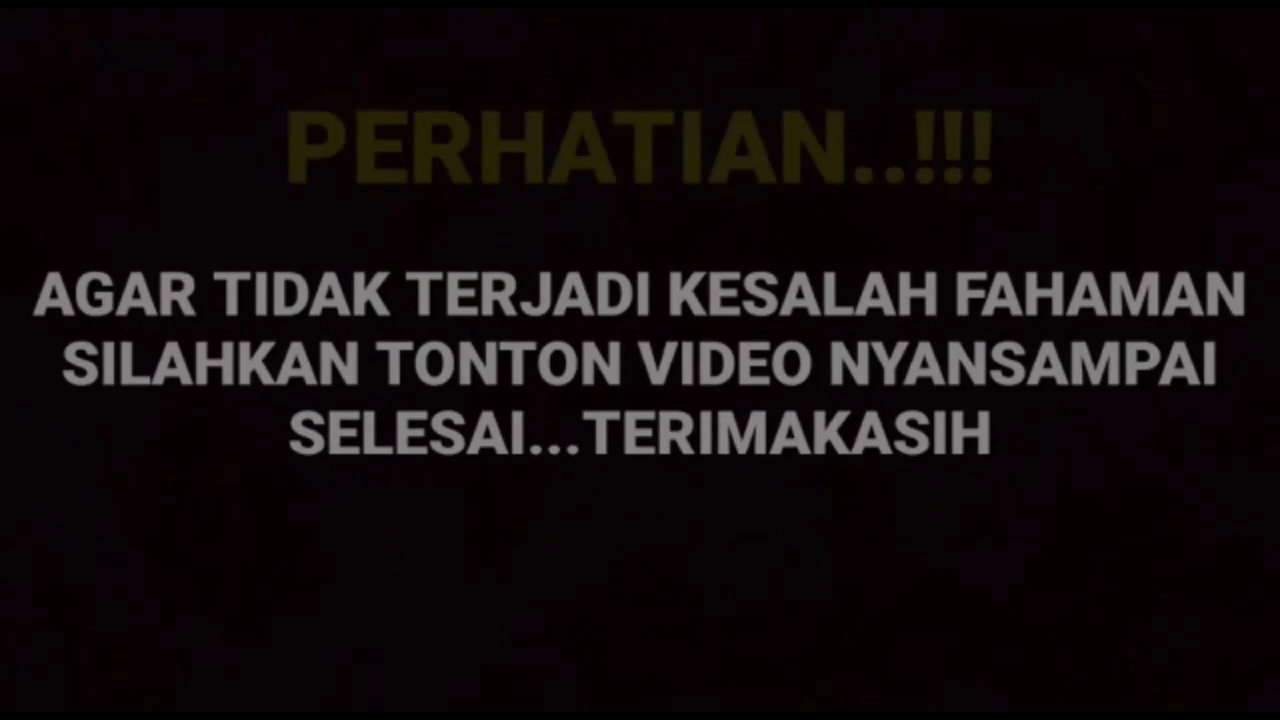 PERHATIAN..!!!
AGAR TIDAK TERJADI KESALAH FAHAMAN
SILAHKAN TONTON VIDEO NYANSAMPAI
SELESAI...TERIMAKASIH